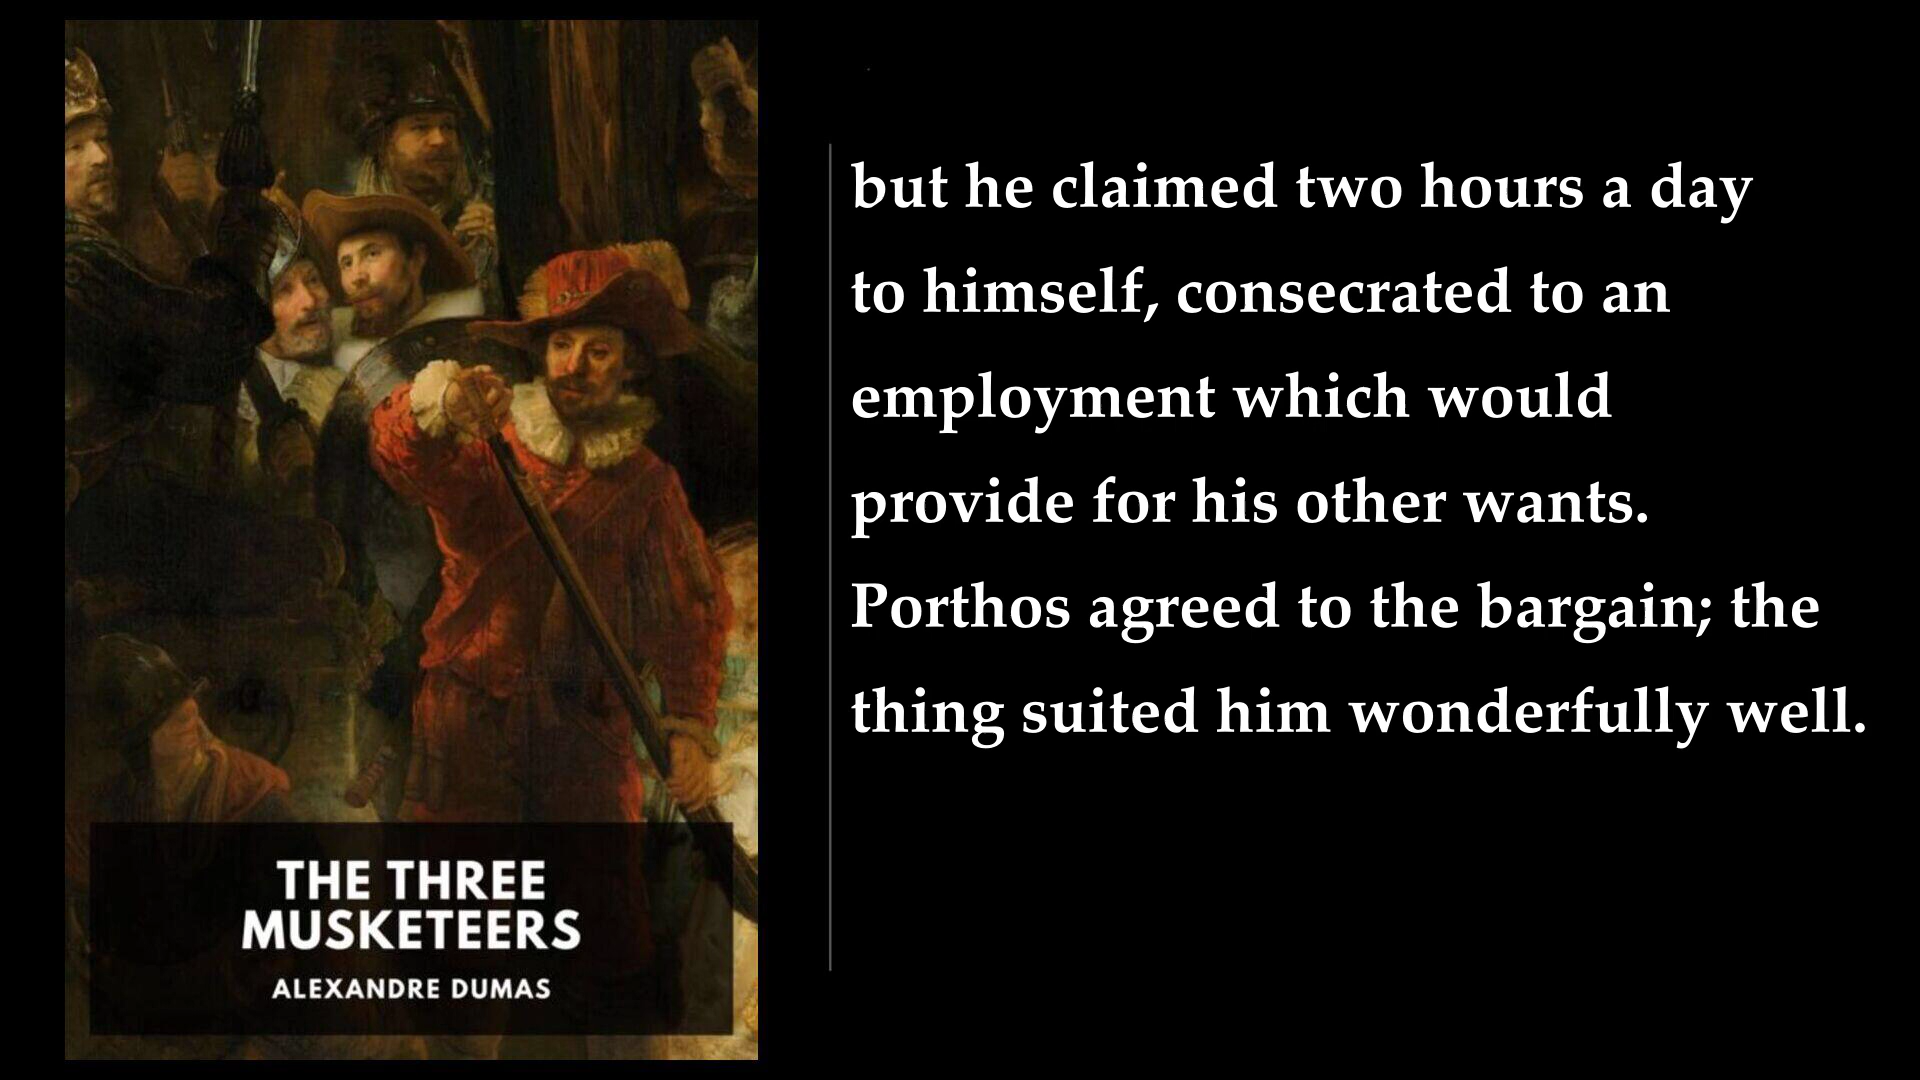 but he claimed two hours a day
to himself, consecrated to an
employment which would
provide for his other wants.
Porthos agreed to the bargain; the
thing suited him wonderfully well.
THE THREE
MUSKETEERS
ALEXANDRE DUMAS